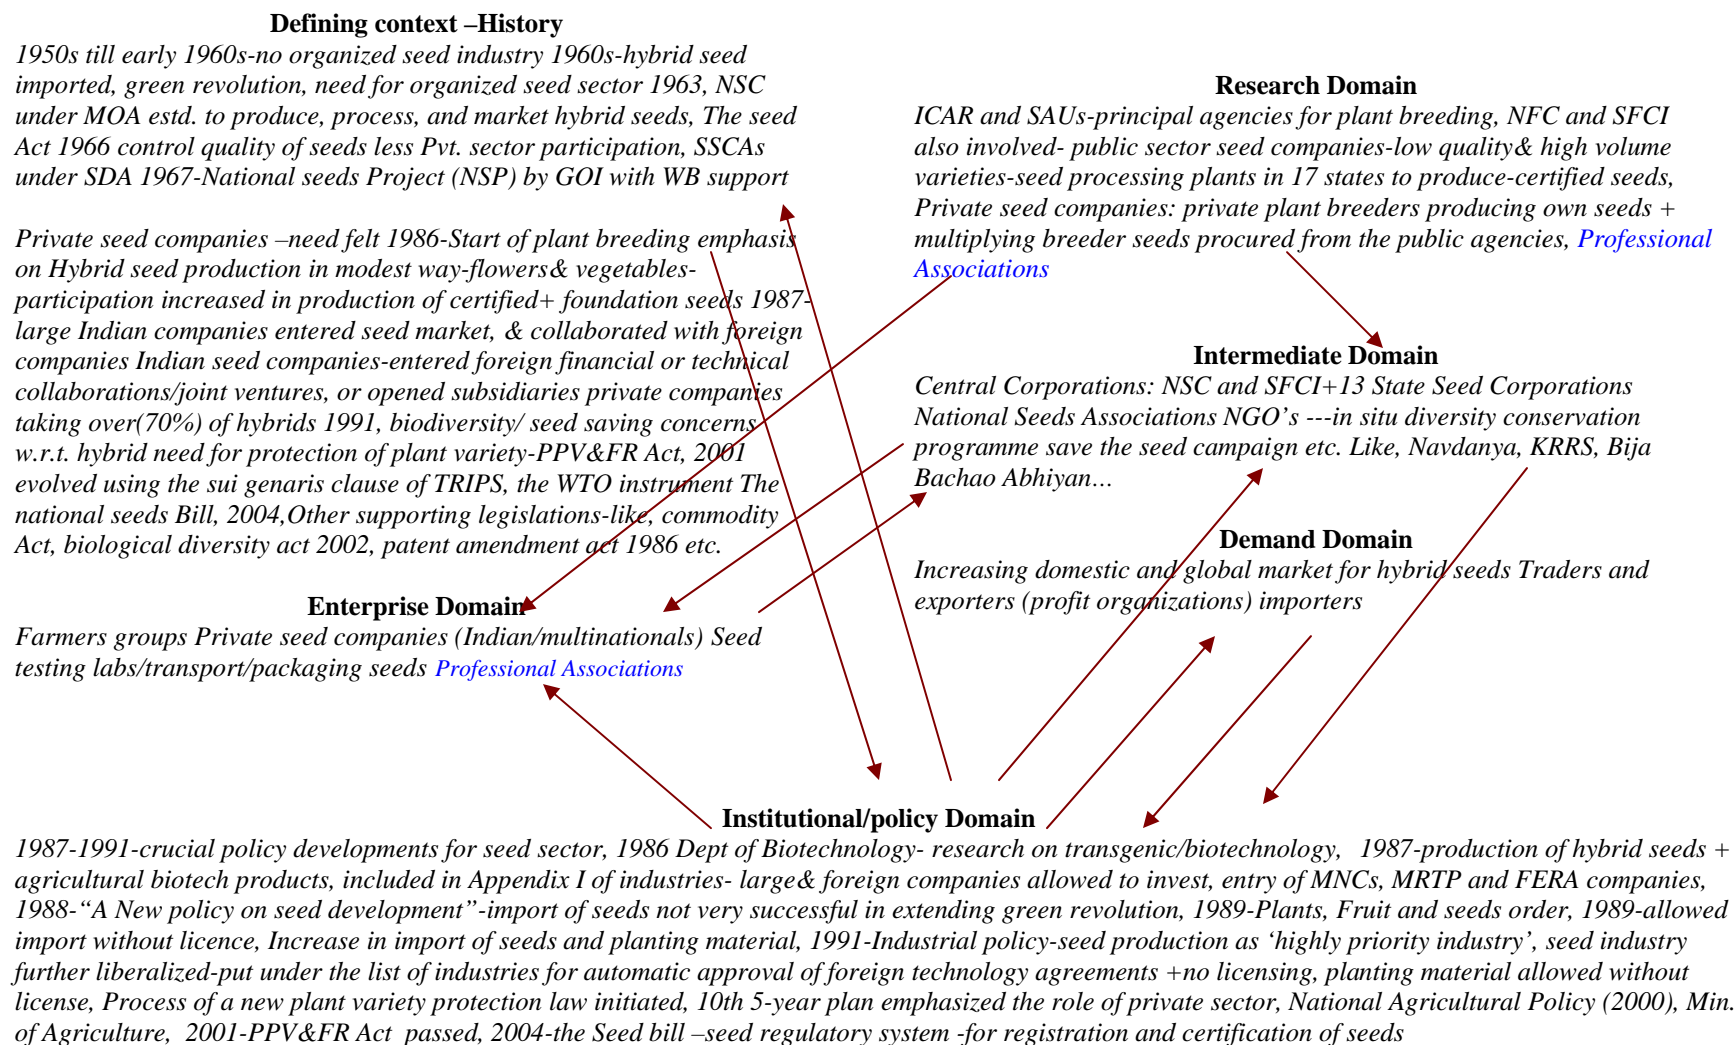 Defining context –History
1950s till early 1960s-no organized seed industry 1960s-hybrid seed
imported, green revolution, need for organized seed sector 1963, NSC
under MOA estd. to produce, process, and market hybrid seeds, The seed
Act 1966 control quality of seeds less Pvt. sector participation, SSCAs
under SDA 1967-National seeds Project (NSP) by GOI with WB support
Private seed companies –need felt 1986-Start of plant breeding emphasis
on Hybrid seed production in modest way-flowers& vegetables-
participation increased in production of certified+ foundation seeds 1987-
large Indian companies entered seed market, & collaborated with foreign
companies Indian seed companies-entered foreign financial or technical
collaborations/joint ventures, or opened subsidiaries private companies
taking over(70%) of hybrids 1991, biodiversity/ seed saving concerns
w.r.t. hybrid need for protection of plant variety-PPV&FR Act, 2001
evolved using the sui genaris clause of TRIPS, the WTO instrument The
national seeds Bill, 2004,Other supporting legislations-like, commodity
Act, biological diversity act 2002, patent amendment act 1986 etc.
Research Domain
ICAR and SAUs-principal agencies for plant breeding, NFC and SFCI
also involved- public sector seed companies-low quality& high volume
varieties-seed processing plants in 17 states to produce-certified seeds,
Private seed companies: private plant breeders producing own seeds +
multiplying breeder seeds procured from the public agencies, Professional
Associations
Intermediate Domain
Central Corporations: NSC and SFCI+13 State Seed Corporations
National Seeds Associations NGO’s ---in situ diversity conservation
programme save the seed campaign etc. Like, Navdanya, KRRS, Bija
Bachao Abhiyan…
Demand Domain
Increasing domestic and global market for hybrid seeds Traders and
exporters (profit organizations) importers
Enterprise Domain
Farmers groups Private seed companies (Indian/multinationals) Seed
testing labs/transport/packaging seeds Professional Associations
Institutional/policy Domain
1987-1991-crucial policy developments for seed sector, 1986 Dept of Biotechnology- research on transgenic/biotechnology, 1987-production of hybrid seeds +
agricultural biotech products, included in Appendix I of industries- large& foreign companies allowed to invest, entry of MNCs, MRTP and FERA companies,
1988-“A New policy on seed development”-import of seeds not very successful in extending green revolution, 1989-Plants, Fruit and seeds order, 1989-allowed
import without licence, Increase in import of seeds and planting material, 1991-Industrial policy-seed production as ‘highly priority industry’, seed industry
further liberalized-put under the list of industries for automatic approval of foreign technology agreements +no licensing, planting material allowed without
license, Process of a new plant variety protection law initiated, 10th 5-year plan emphasized the role of private sector, National Agricultural Policy (2000), Min.
of Agriculture, 2001-PPV&FR Act passed, 2004-the Seed bill –seed regulatory system -for registration and certification of seeds